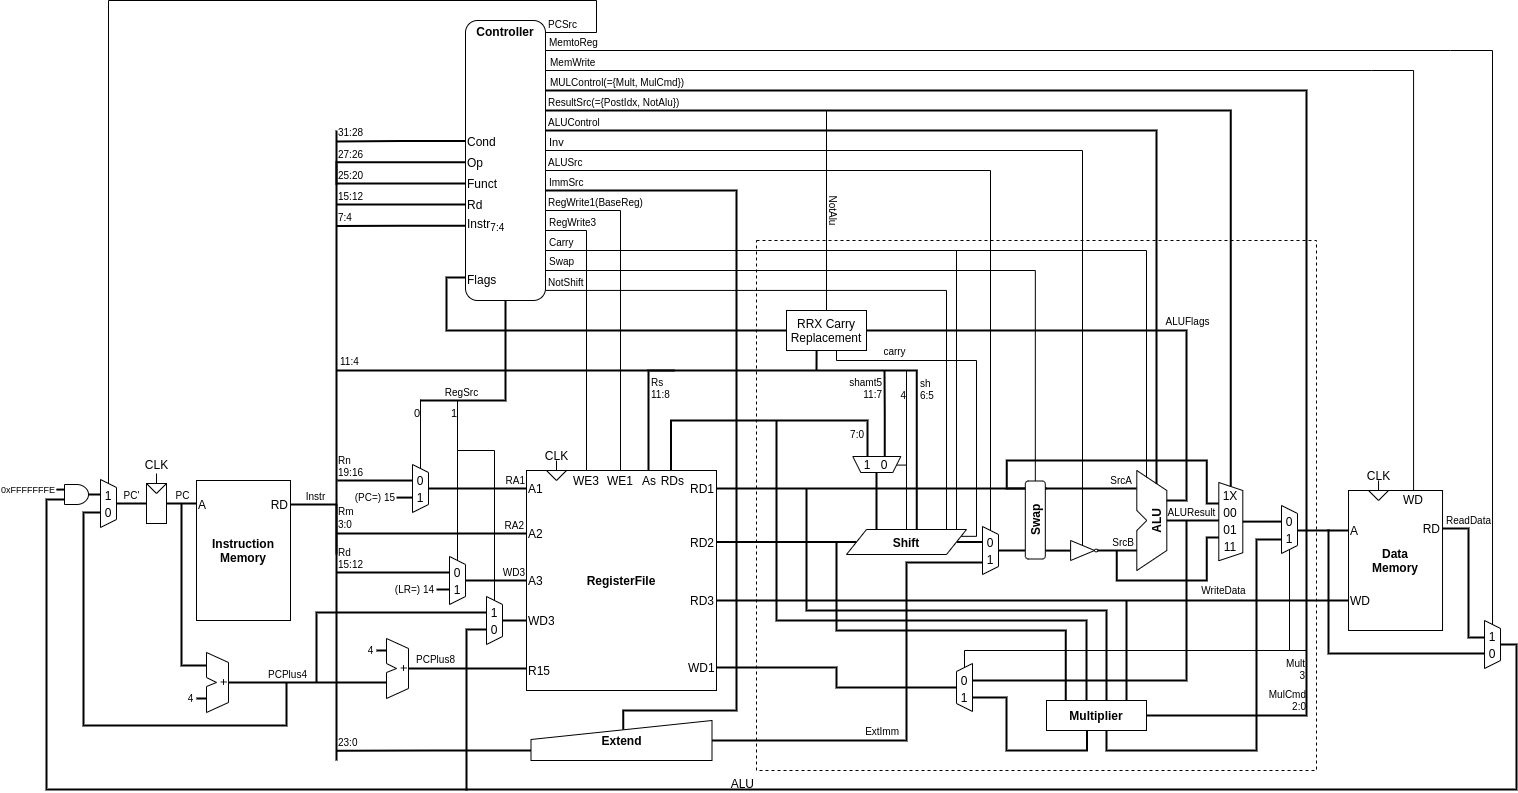 PCSrc
Controller
MemtoReg
MemWrite
MULControl(={Mult, MulCmd})
ResultSrc(={PostIdx, NotAlu})
ALUControl
31:28
Cond
Inv
27:26
Op
ALUSrc
25:20
Funct
ImmSrc
15:12
Rd
RegWrite1(BaseReg)
NotAlu
7:4
Instr7:4
RegWrite3
Carry
Swap
Flags
NotShift
RRX Carry
Replacement
ALUFlags
carry
11:4
Rs
11:8
shamt5
11:7
4
sh
6:5
RegSrc
0
1
7:0
CLK
CLK
CLK
Rn
19:16
0
1
(PC=) 15
RA1
A1
WE3
WE1
As
RDs
RD1
1 0
SrcA
1X
00
01
11
WD
0xFFFFFFFE
1
0
PC'
PC
A
RD
Instr
Instruction
Memory
Rm
3:0
RA2
A2
RD2
Shift
0
1
Swap
ALU
ALUResult
SrcB
0
1
A
RD
ReadData
Data
Memory
Rd
15:12
0
1
(LR=) 14
WD3
A3
RegisterFile
RD3
WriteData
WD
1
0
WD3
1
0
4
+
PCPlus8
R15
WD1
0
1
Mult
3
PCPlus4
+
4
MulCmd
2:0
Multiplier
23:0
Extend
ExtImm
ALU